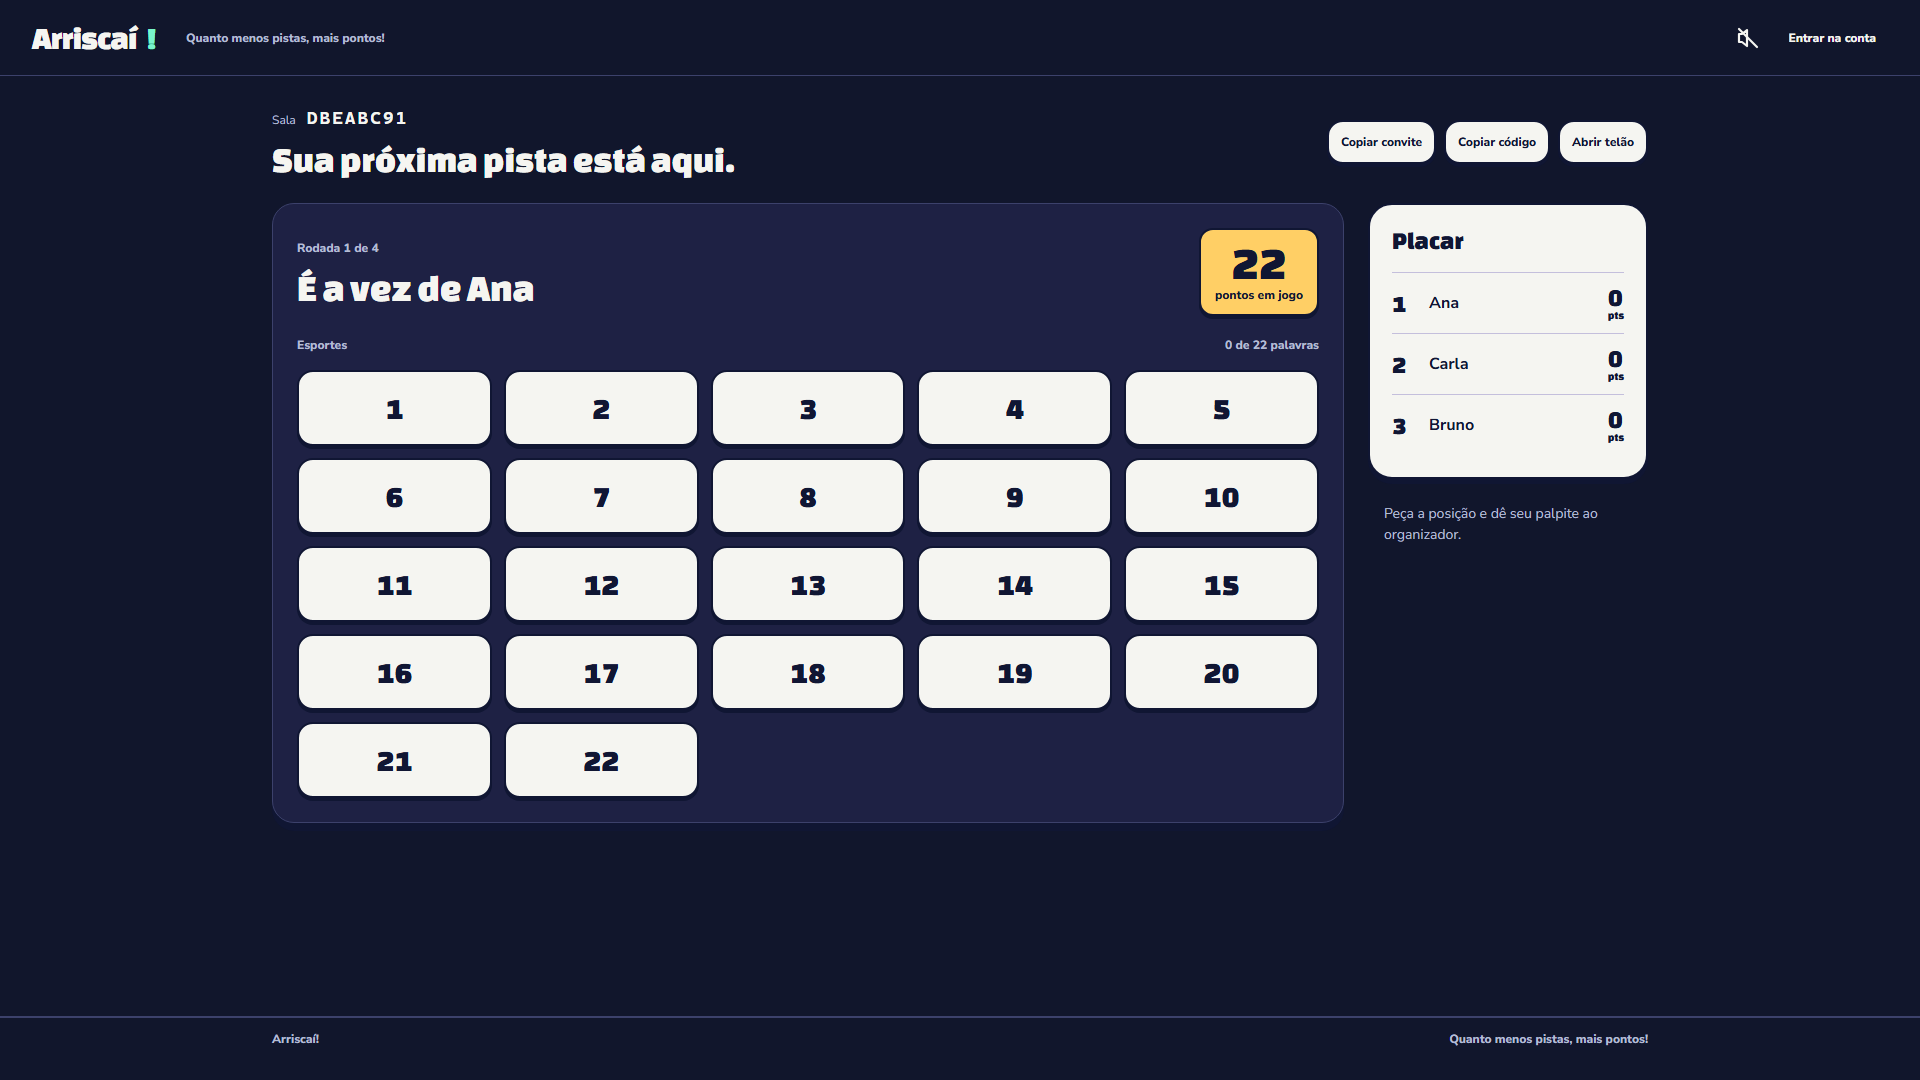 Arriscaí !
Quanto menos pistas, mais pontos!
Entrar na conta
Sala DBEABC91
Sua próxima pista está aqui.
Copiar convite
Copiar código
Abrir telão
Rodada 1 de 4
É a vez de Ana
22
pontos em jogo
Esportes
0 de 22 palavras
1 2 3 4 5
6 7 8 9 10
11 12 13 14 15
16 17 18 19 20
21 22
Placar
1 Ana 0 pts
2 Carla 0 pts
3 Bruno 0 pts
Peça a posição e dê seu palpite ao
organizador.
Arriscaí!
Quanto menos pistas, mais pontos!